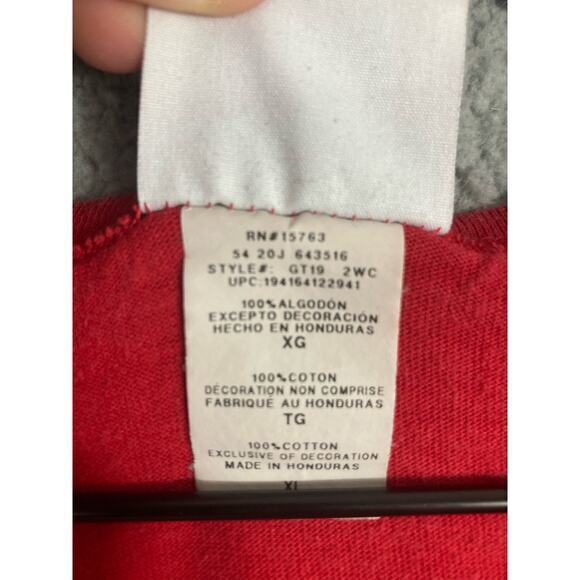 RN#15763
54 20J 643516
STYLE#: GT19 2WC
UPC:194164122941
100%ALGODÓN
EXCEPTO DECORACIÓN
HECHO EN HONDURAS
XG
100%COTON
DÉCORATION NON COMPRISE
FABRIQUÉ AU HONDURAS
TG
100%COTTON
EXCLUSIVE OF DECORATION
MADE IN HONDURAS
XL